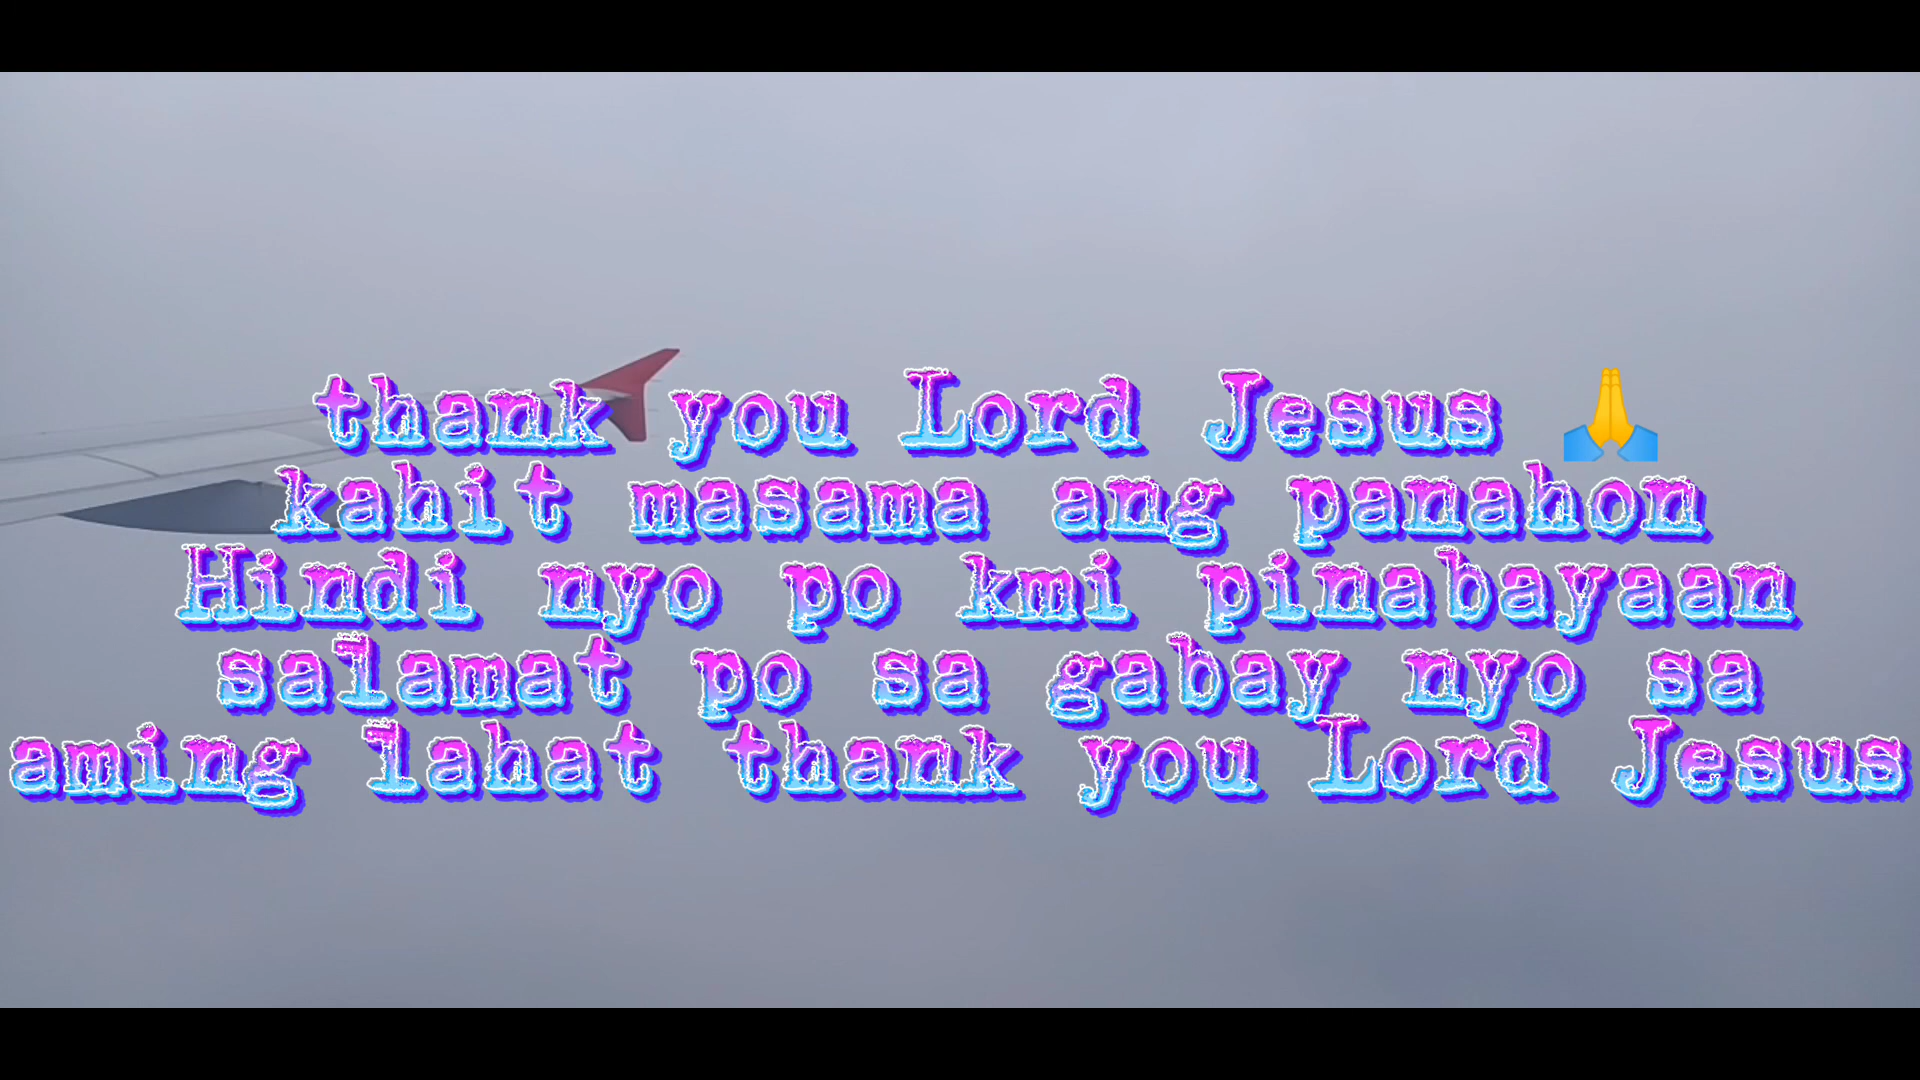 thank you Lord Jesus 🙏
kahit masama ang panahon
Hindi nyo po kmi pinabayaan
salamat po sa gabay nyo sa
aming lahat thank you Lord Jesus